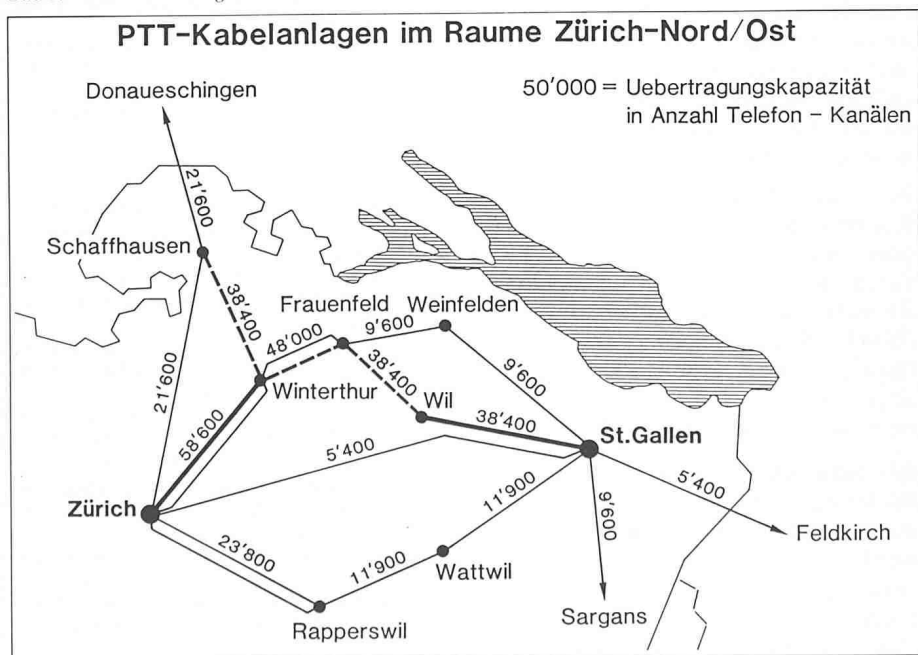 PTT-Kabelanlagen im Raume Zürich-Nord/Ost
Donaueschingen
50'000 = Uebertragungskapazität
in Anzahl Telefon - Kanälen
21'600
Schaffhausen
38'400
Frauenfeld
Weinfelden
9'600
48'000
38'400
9'600
21'600
Winterthur
Wil
58'600
38'400
St.Gallen
5'400
5'400
11'900
9'600
Zürich
Feldkirch
23'800
11'900
Wattwil
Sargans
Rapperswil